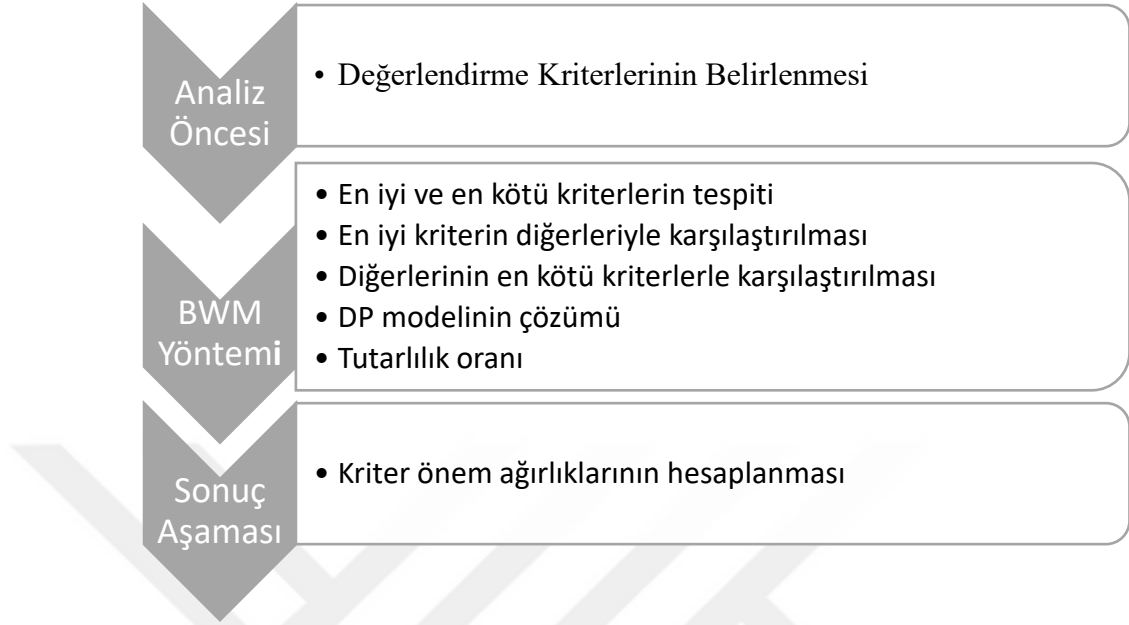 Analiz
Öncesi
• Değerlendirme Kriterlerinin Belirlenmesi
BWM
Yöntemi
• En iyi ve en kötü kriterlerin tespiti
• En iyi kriterin diğerleriyle karşılaştırılması
• Diğerlerinin en kötü kriterlerle karşılaştırılması
• DP modelinin çözümü
• Tutarlılık oranı
Sonuç
Aşaması
• Kriter önem ağırlıklarının hesaplanması